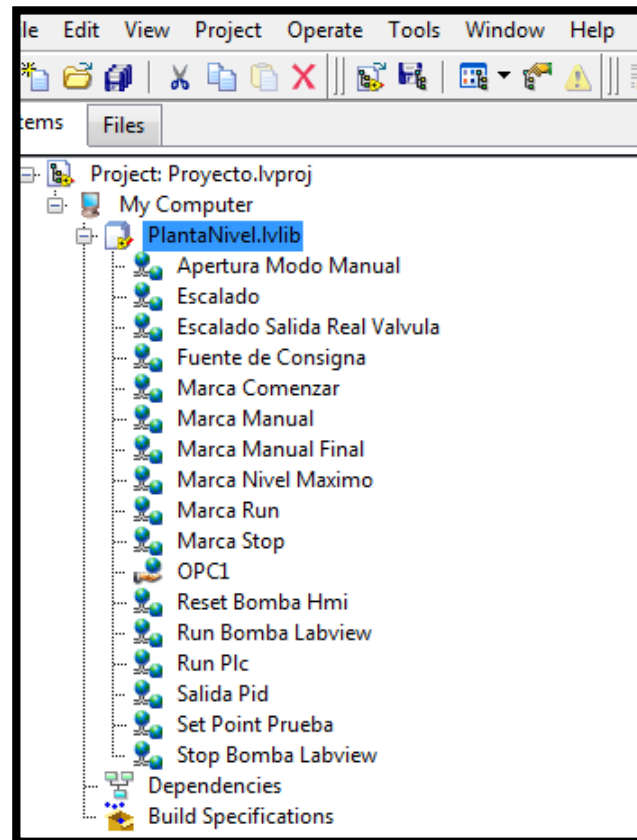 le Edit View Project Operate Tools Window Help
tems Files
Project: Proyecto.lvproj
My Computer
PlantaNivel.lvlib
Apertura Modo Manual
Escalado
Escalado Salida Real Valvula
Fuente de Consigna
Marca Comenzar
Marca Manual
Marca Manual Final
Marca Nivel Maximo
Marca Run
Marca Stop
OPC1
Reset Bomba Hmi
Run Bomba Labview
Run Plc
Salida Pid
Set Point Prueba
Stop Bomba Labview
Dependencies
Build Specifications